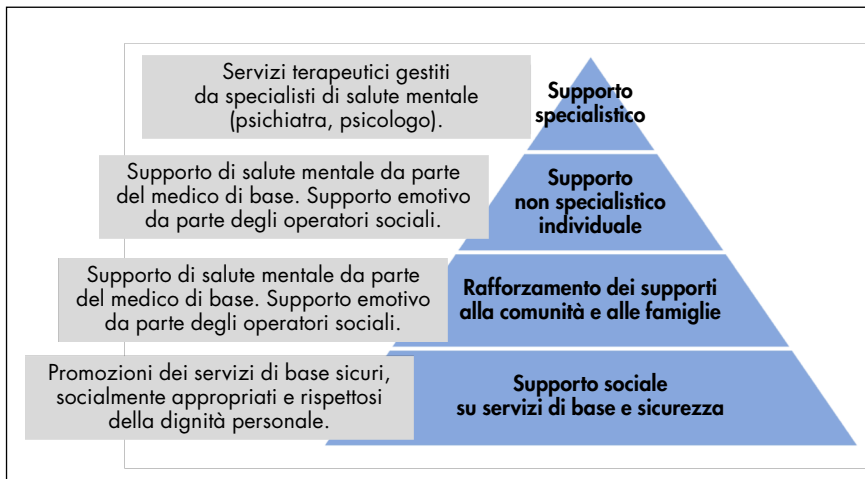 Servizi terapeutici gestiti
da specialisti di salute mentale
(psichiatra, psicologo).
Supporto
specialistico
Supporto di salute mentale da parte
del medico di base. Supporto emotivo
da parte degli operatori sociali.
Supporto
non specialistico
individuale
Supporto di salute mentale da parte
del medico di base. Supporto emotivo
da parte degli operatori sociali.
Rafforzamento dei supporti
alla comunità e alle famiglie
Promozioni dei servizi di base sicuri,
socialmente appropriati e rispettosi
della dignità personale.
Supporto sociale
su servizi di base e sicurezza